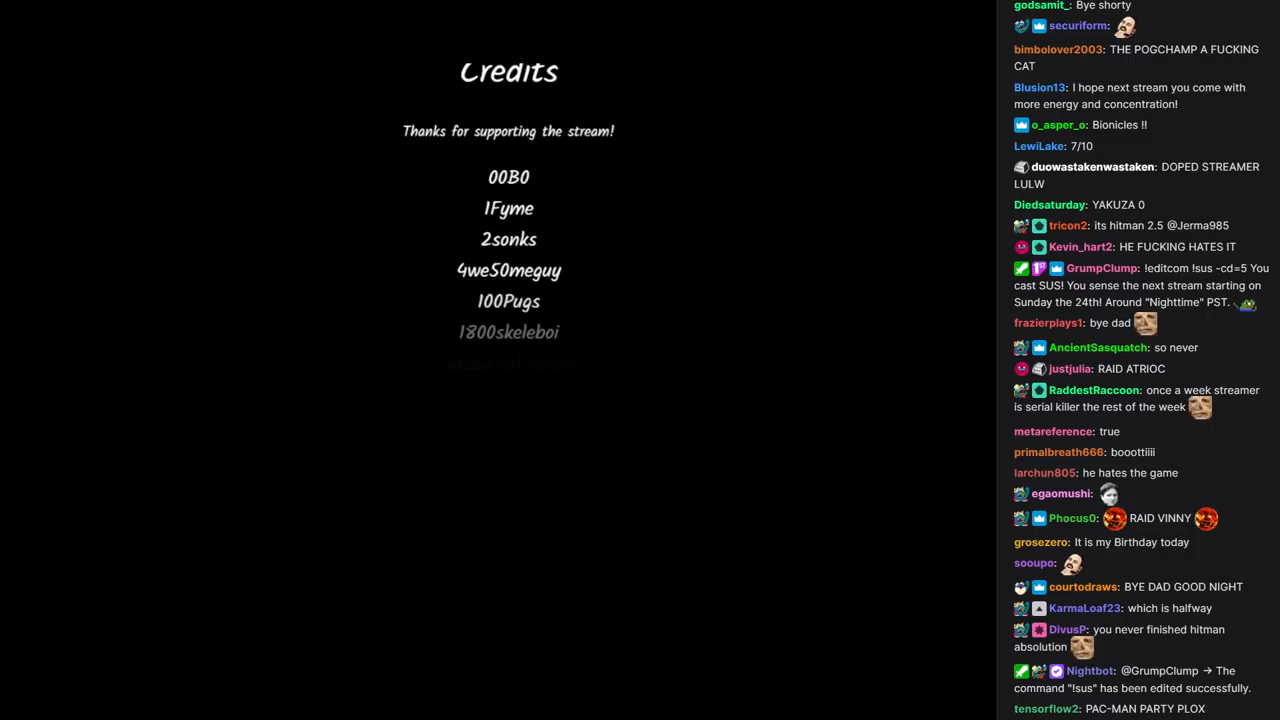 Credits
Thanks for supporting the stream!
00B0
1Fyme
2sonks
4we50meguy
100Pugs
1800skeleboi
godsamit_: Bye shorty
securiform:
bimbolover2003: THE POGCHAMP A FUCKING
CAT
Blusion13: I hope next stream you come with
more energy and concentration!
o_asper_o: Bionicles !!
LewiLake: 7/10
duowastakenwastaken: DOPED STREAMER
LULW
Diedsaturday: YAKUZA 0
tricon2: its hitman 2.5 @Jerma985
Kevin_hart2: HE FUCKING HATES IT
GrumpClump: !editcom !sus -cd=5 You
cast SUS! You sense the next stream starting on
Sunday the 24th! Around "Nighttime" PST.
frazierplays1: bye dad
AncientSasquatch: so never
justjulia: RAID ATRIOC
RaddestRaccoon: once a week streamer
is serial killer the rest of the week
metareference: true
primalbreath666: booottiiii
larchun805: he hates the game
egaomushi:
Phocus0: RAID VINNY
grosezero: It is my Birthday today
sooupo:
courtodraws: BYE DAD GOOD NIGHT
KarmaLoaf23: which is halfway
DivusP: you never finished hitman
absolution
Nightbot: @GrumpClump -> The
command "!sus" has been edited successfully.
tensorflow2: PAC-MAN PARTY PLOX